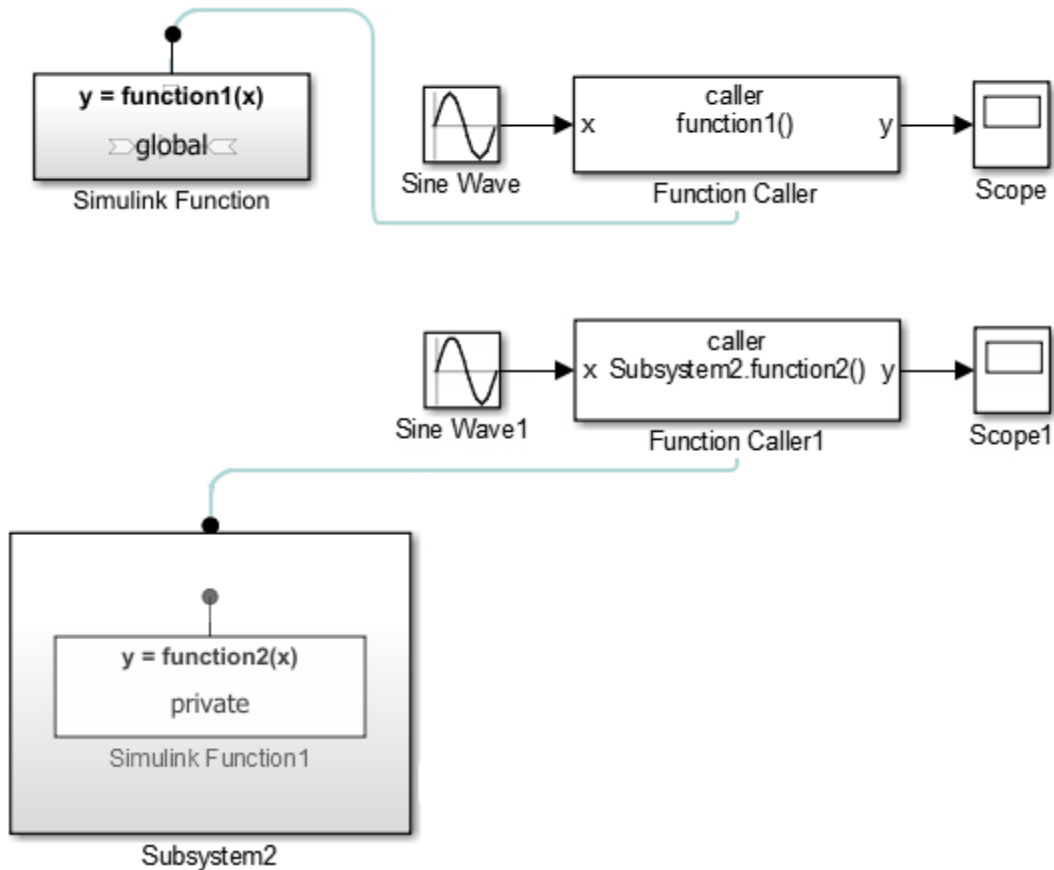 y = function1(x)
global
Simulink Function
Sine Wave
x
caller
function1()
y
Function Caller
Scope
Sine Wave1
x
caller
Subsystem2.function2()
y
Function Caller1
Scope1
y = function2(x)
private
Simulink Function1
Subsystem2